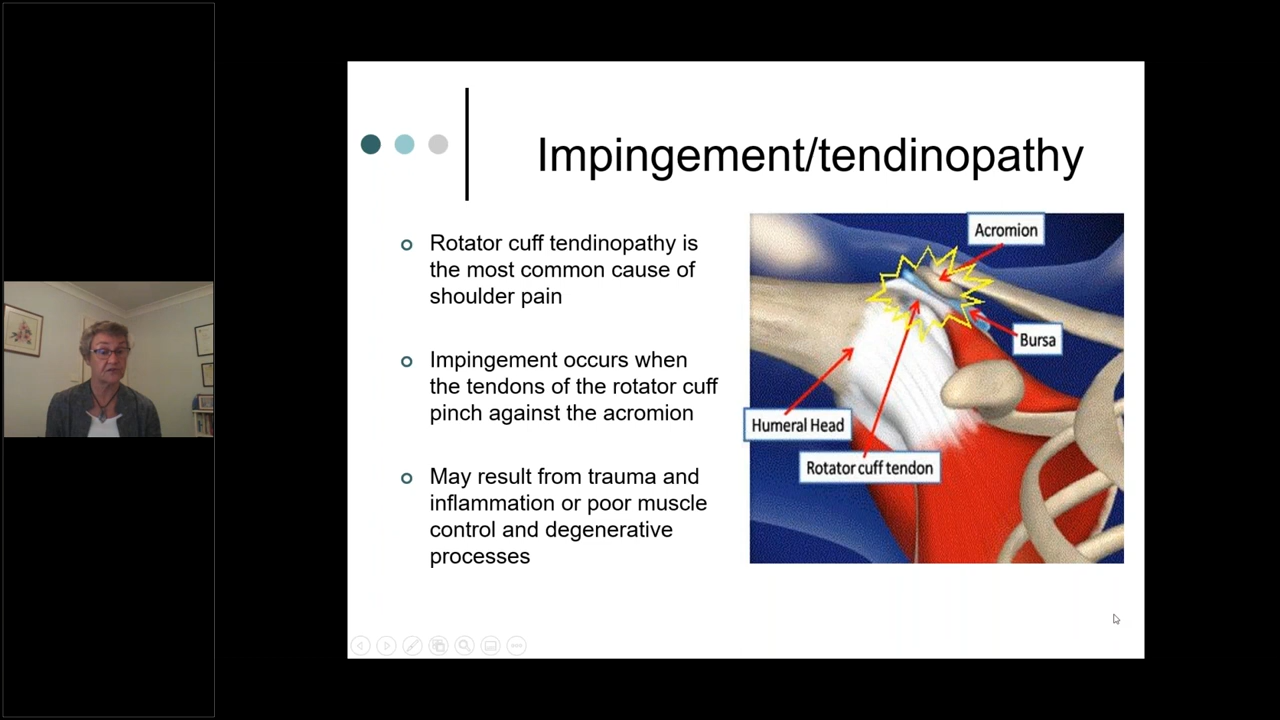 Impingement/tendinopathy
Rotator cuff tendinopathy is
the most common cause of
shoulder pain
Impingement occurs when
the tendons of the rotator cuff
pinch against the acromion
May result from trauma and
inflammation or poor muscle
control and degenerative
processes
Acromion
Bursa
Humeral Head
Rotator cuff tendon